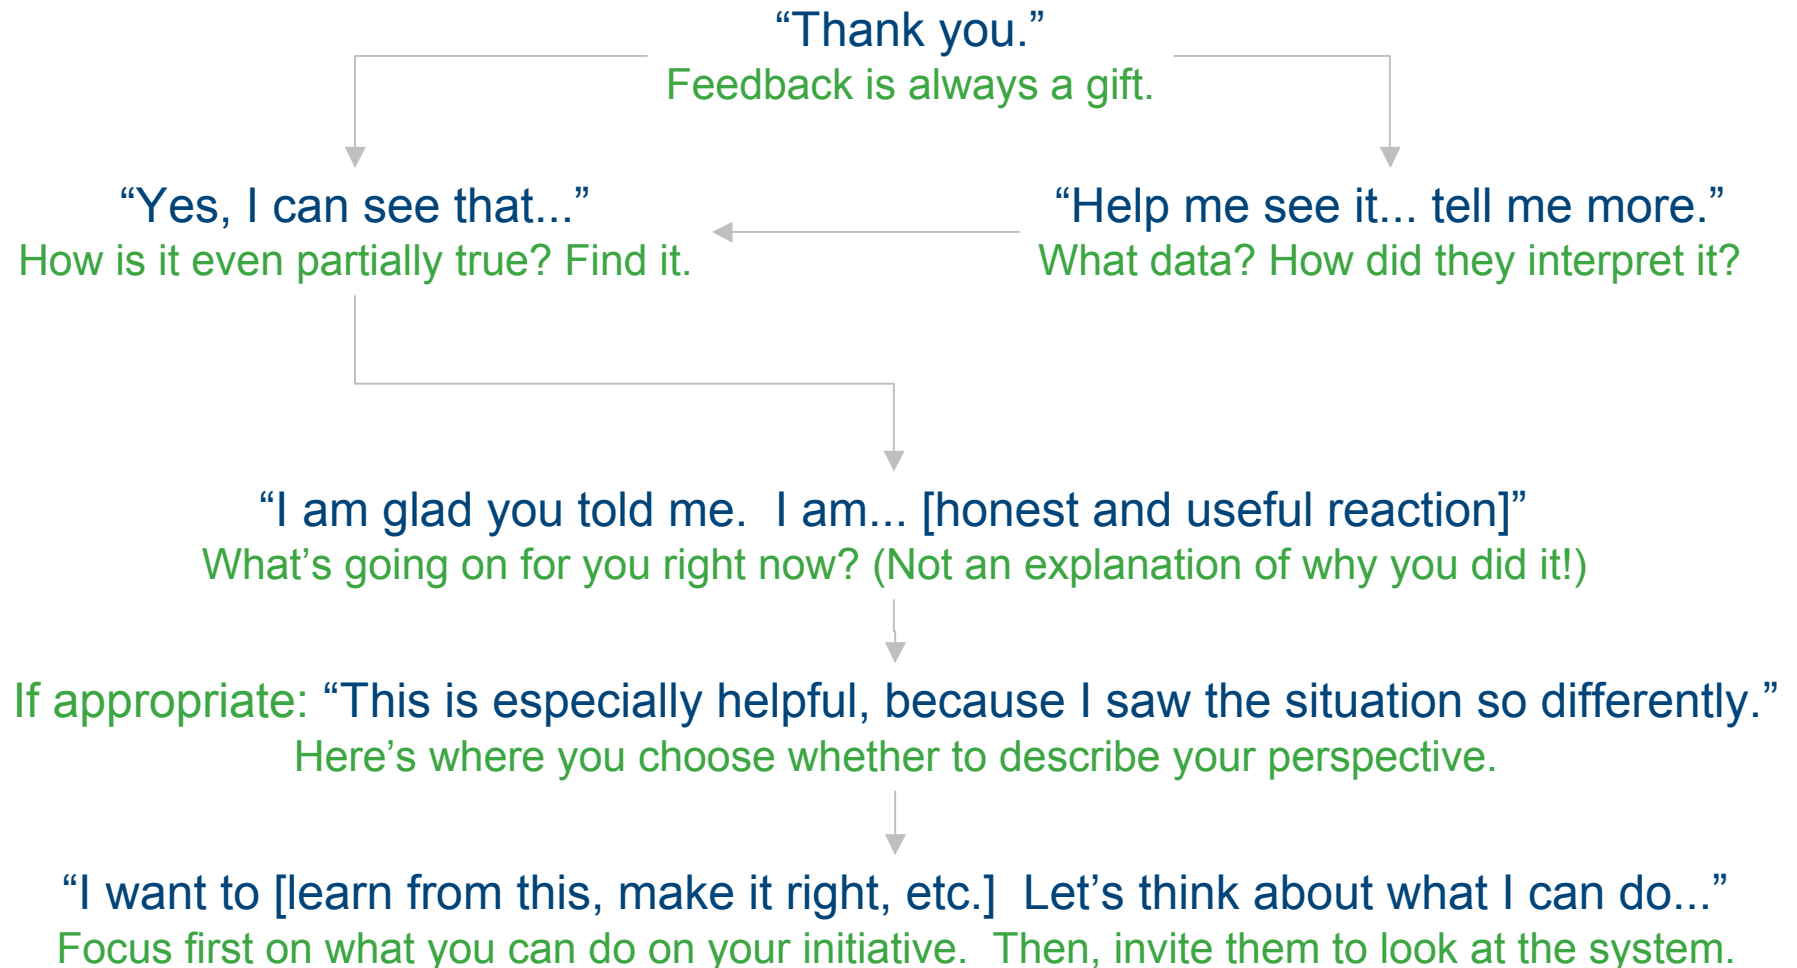 “Thank you.”
Feedback is always a gift.
“Yes, I can see that...”
How is it even partially true? Find it.
“Help me see it... tell me more.”
What data? How did they interpret it?
“I am glad you told me.  I am... [honest and useful reaction]”
What’s going on for you right now? (Not an explanation of why you did it!)
If appropriate: “This is especially helpful, because I saw the situation so differently.”
Here’s where you choose whether to describe your perspective.
“I want to [learn from this, make it right, etc.]  Let’s think about what I can do...”
Focus first on what you can do on your initiative.  Then, invite them to look at the system.